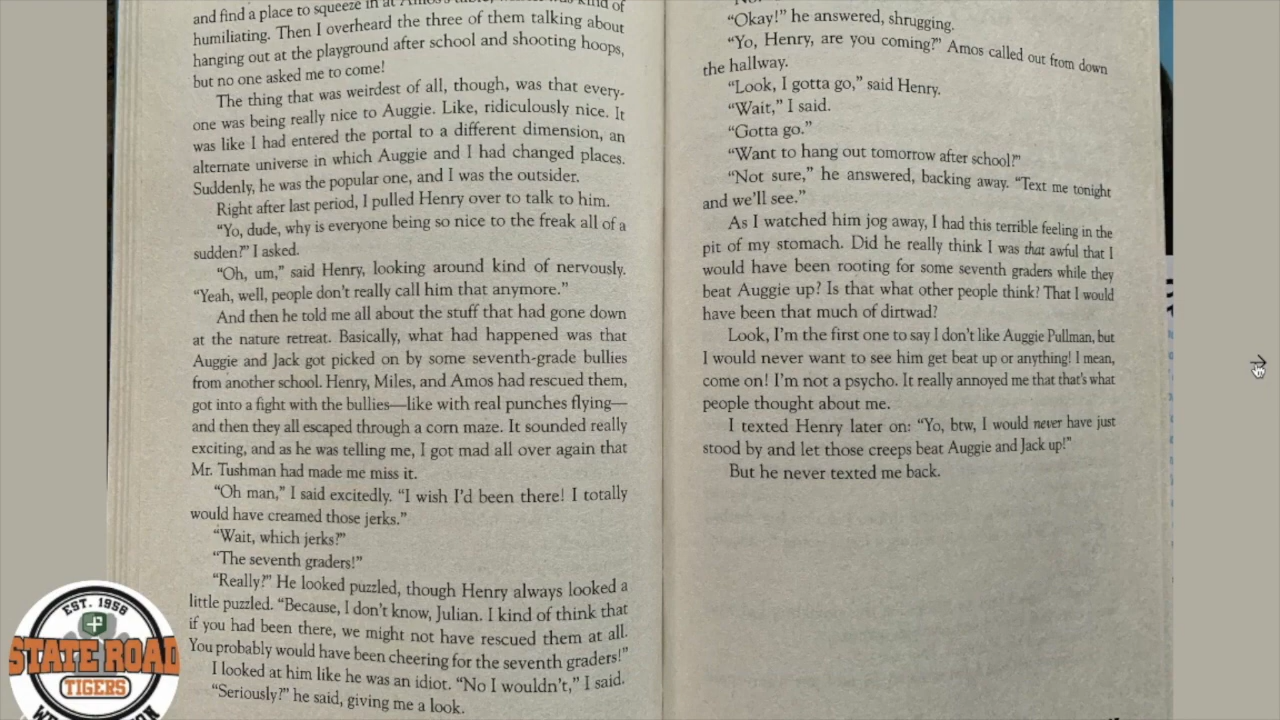 and find a place to squeeze in at Amos's table, which was kind of
humiliating. Then I overheard the three of them talking about
hanging out at the playground after school and shooting hoops,
but no one asked me to come!
The thing that was weirdest of all, though, was that every-
one was being really nice to Auggie. Like, ridiculously nice. It
was like I had entered the portal to a different dimension, an
alternate universe in which Auggie and I had changed places.
Suddenly, he was the popular one, and I was the outsider.
Right after last period, I pulled Henry over to talk to him.
“Yo, dude, why is everyone being so nice to the freak all of a
sudden?” I asked.
“Oh, um,” said Henry, looking around kind of nervously.
“Yeah, well, people don’t really call him that anymore.”
And then he told me all about the stuff that had gone down
at the nature retreat. Basically, what had happened was that
Auggie and Jack got picked on by some seventh-grade bullies
from another school. Henry, Miles, and Amos had rescued them,
got into a fight with the bullies—like with real punches flying—
and then they all escaped through a corn maze. It sounded really
exciting, and as he was telling me, I got mad all over again that
Mr. Tushman had made me miss it.
“Oh man,” I said excitedly. “I wish I’d been there! I totally
would have creamed those jerks.”
“Wait, which jerks?”
“The seventh graders!”
“Really?” He looked puzzled, though Henry always looked a
little puzzled. “Because, I don’t know, Julian. I kind of think that
if you had been there, we might not have rescued them at all.
You probably would have been cheering for the seventh graders!”
I looked at him like he was an idiot. “No I wouldn’t,” I said.
“Seriously?” he said, giving me a look.
“Okay!” he answered, shrugging.
“Yo, Henry, are you coming?” Amos called out from down
the hallway.
“Look, I gotta go,” said Henry.
“Wait,” I said.
“Gotta go.”
“Want to hang out tomorrow after school?”
“Not sure,” he answered, backing away. “Text me tonight
and we’ll see.”
As I watched him jog away, I had this terrible feeling in the
pit of my stomach. Did he really think I was that awful that I
would have been rooting for some seventh graders while they
beat Auggie up? Is that what other people think? That I would
have been that much of dirtwad?
Look, I’m the first one to say I don’t like Auggie Pullman, but
I would never want to see him get beat up or anything! I mean,
come on! I’m not a psycho. It really annoyed me that that’s what
people thought about me.
I texted Henry later on: “Yo, btw, I would never have just
stood by and let those creeps beat Auggie and Jack up!”
But he never texted me back.
EST. 1958
STATE ROAD
TIGERS